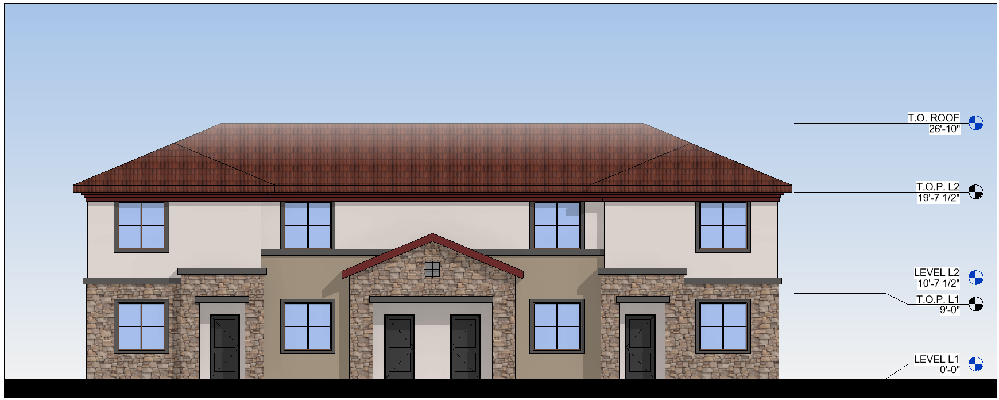 T.O. ROOF
26'-10"
T.O.P. L2
19'-7 1/2"
LEVEL L2
10'-7 1/2"
T.O.P. L1
9'-0"
LEVEL L1
0'-0"